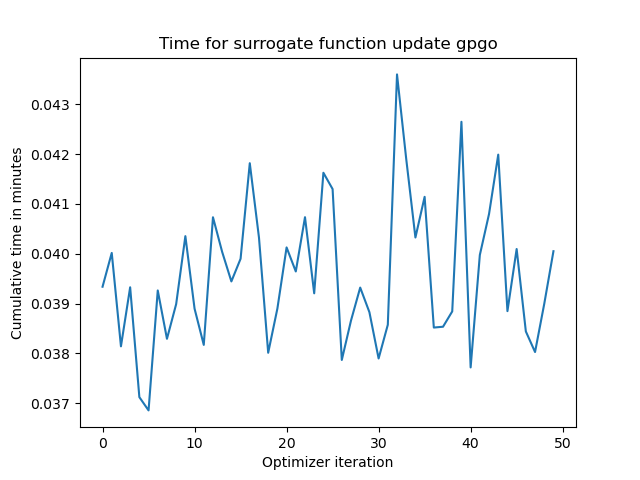 Time for surrogate function update gpgo
Cumulative time in minutes
0.043
0.042
0.041
0.040
0.039
0.038
0.037
0 10 20 30 40 50
Optimizer iteration